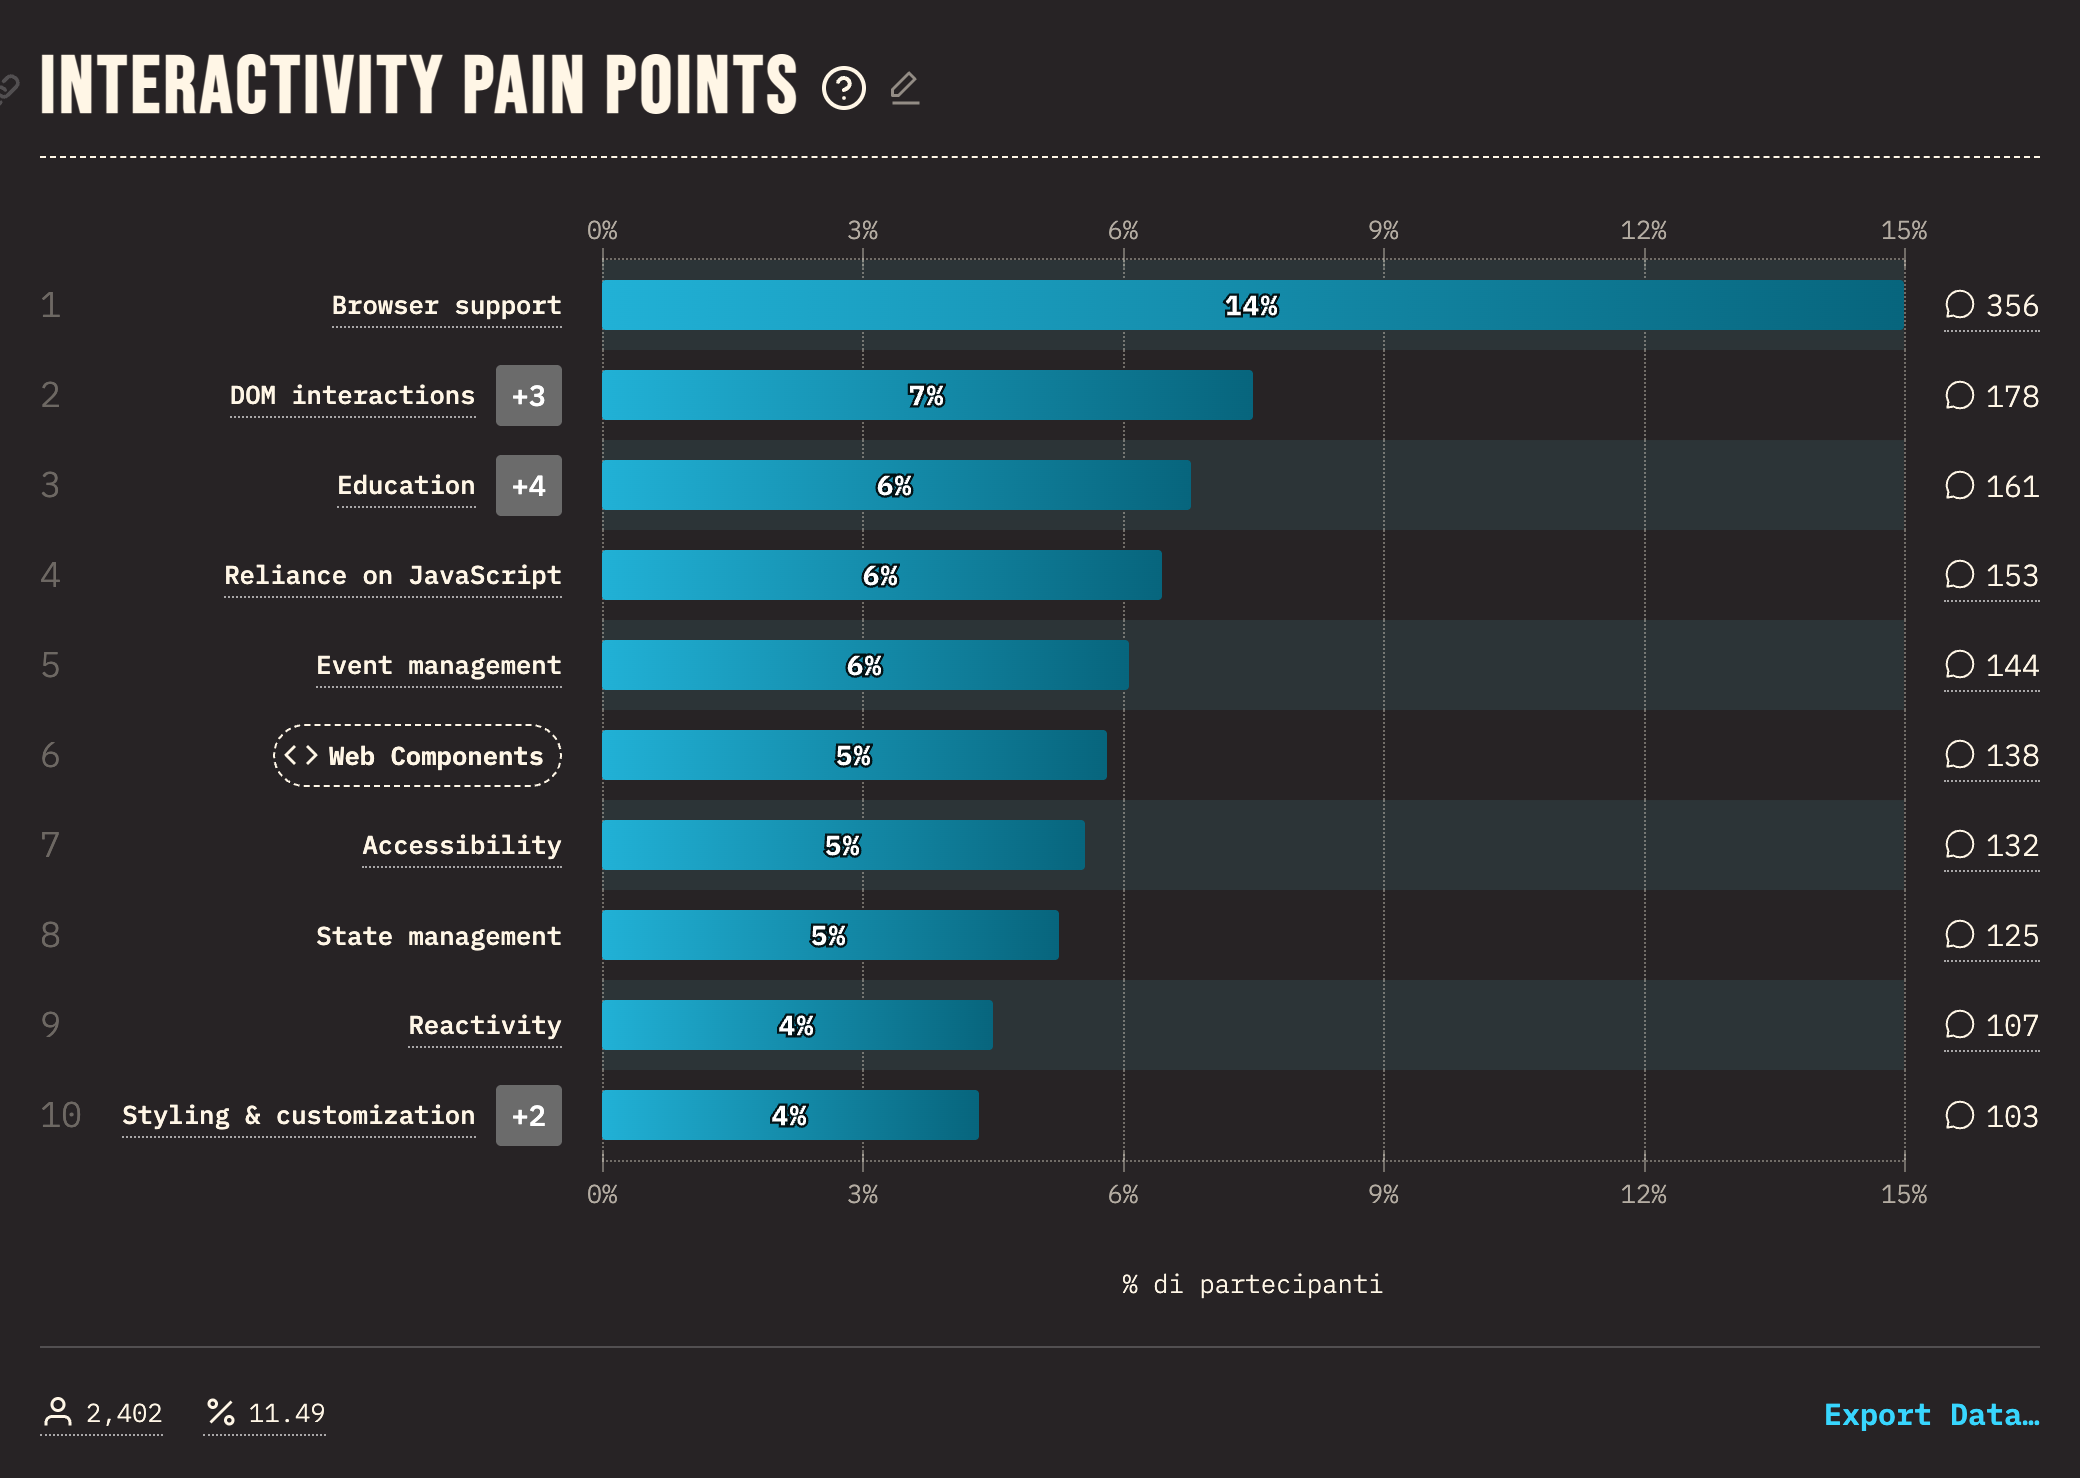 INTERACTIVITY PAIN POINTS
0% 3% 6% 9% 12% 15%
1 Browser support 14% 356
2 DOM interactions +3 7% 178
3 Education +4 6% 161
4 Reliance on JavaScript 6% 153
5 Event management 6% 144
6 <> Web Components 5% 138
7 Accessibility 5% 132
8 State management 5% 125
9 Reactivity 4% 107
10 Styling & customization +2 4% 103
0% 3% 6% 9% 12% 15%
% di partecipanti
2,402 % 11.49 Export Data…